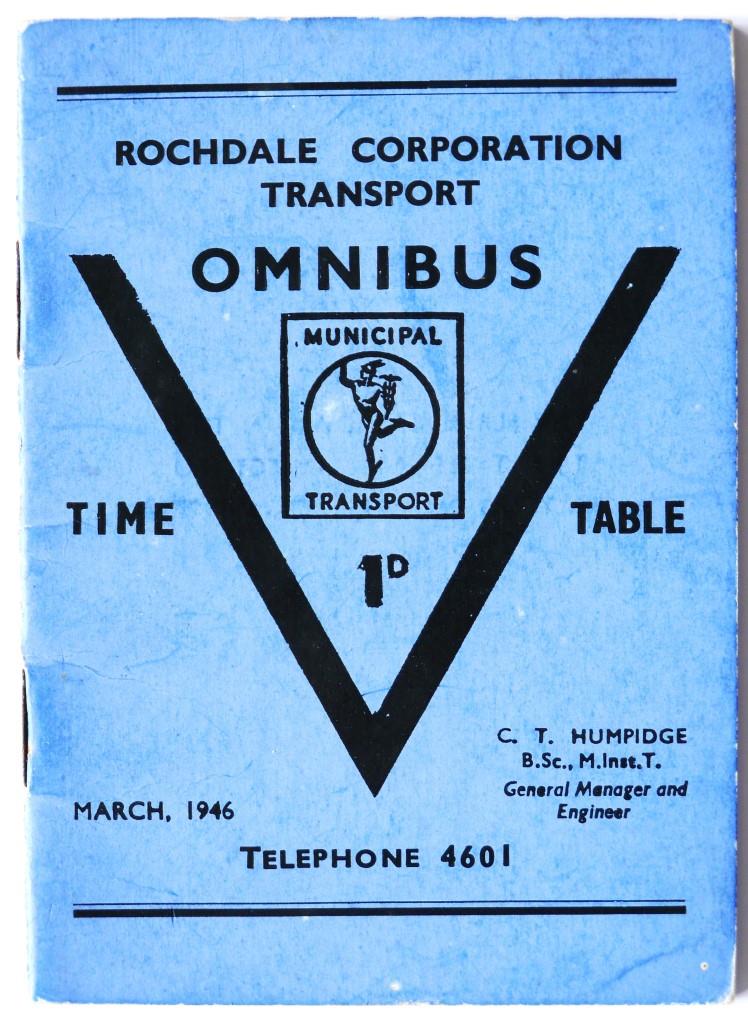 ROCHDALE CORPORATION
TRANSPORT
OMNIBUS
MUNICIPAL
TRANSPORT
TIME TABLE
1D
C. T. HUMPIDGE
B.Sc., M.Inst.T.
General Manager and
Engineer
MARCH, 1946
TELEPHONE 4601